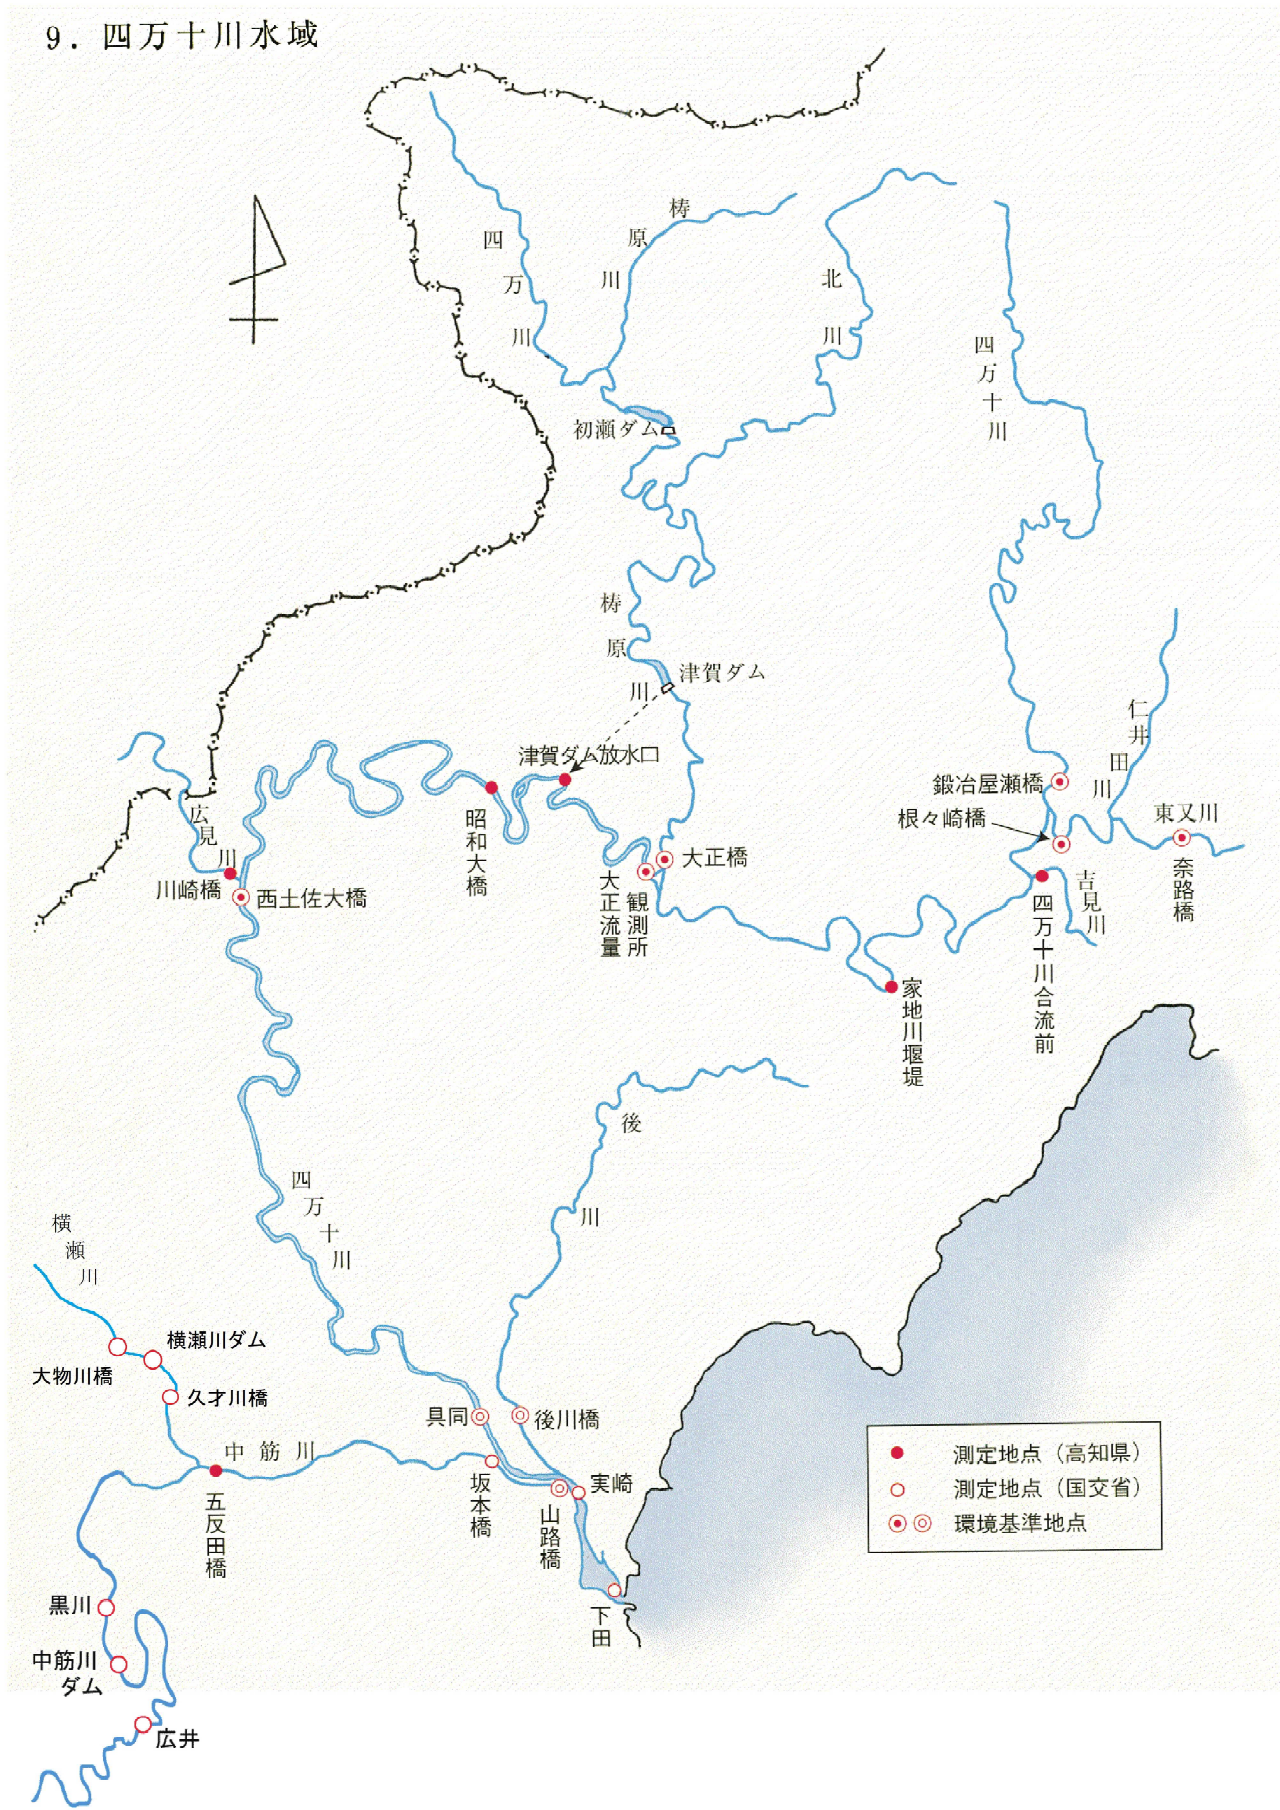 9. 四万十川水域
四万川
梼原川
北川
四万十川
初瀬ダム
梼原川
津賀ダム
津賀ダム放水口
仁井田川
鍛冶屋瀬橋
根々崎橋
東又川
奈路橋
広見川
川崎橋
西土佐大橋
昭和大橋
大正橋
大正流量
観測所
四万十川合流前
吉見川
家地川堰堤
後川
四万十川
横瀬川
横瀬川ダム
大物川橋
久才川橋
中筋川
具同
後川橋
五反田橋
坂本橋
山路橋
実崎
下田
黒川
中筋川
ダム
広井
測定地点（高知県）
測定地点（国交省）
環境基準地点